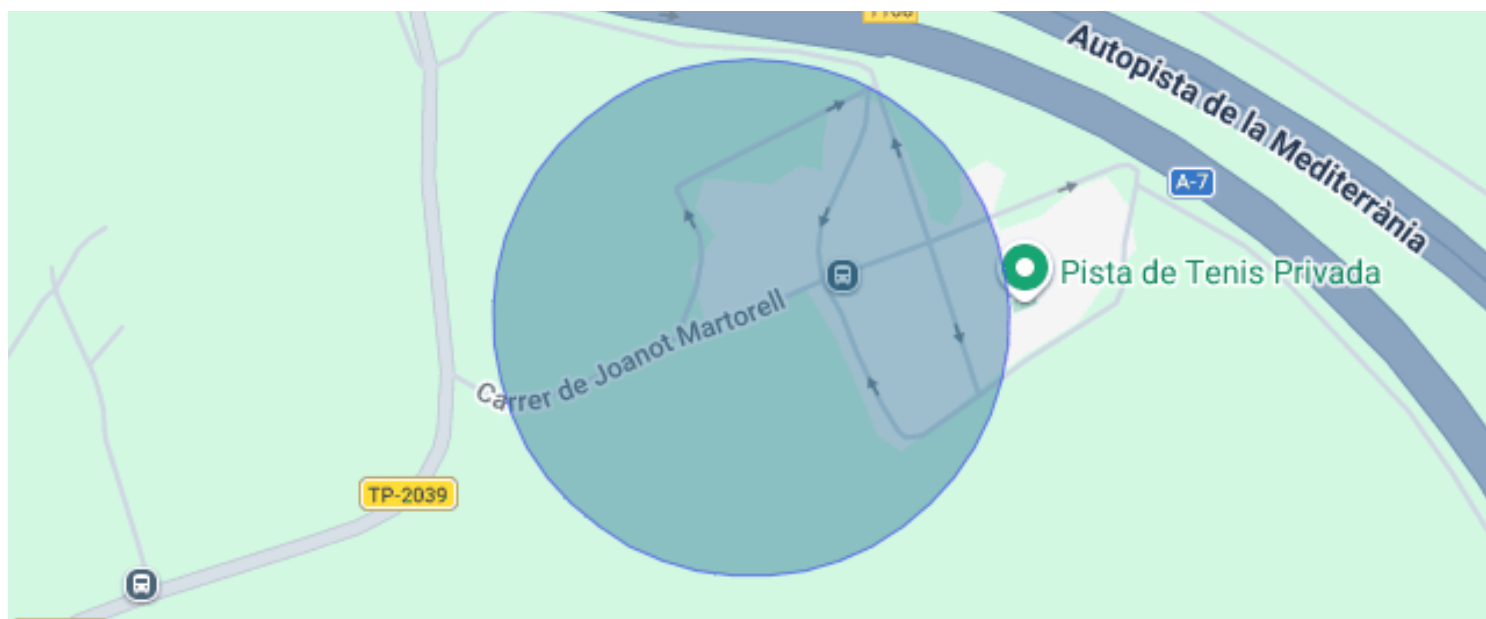 Autopista de la Mediterrània
A-7
Pista de Tenis Privada
Carrer de Joanot Martorell
TP-2039